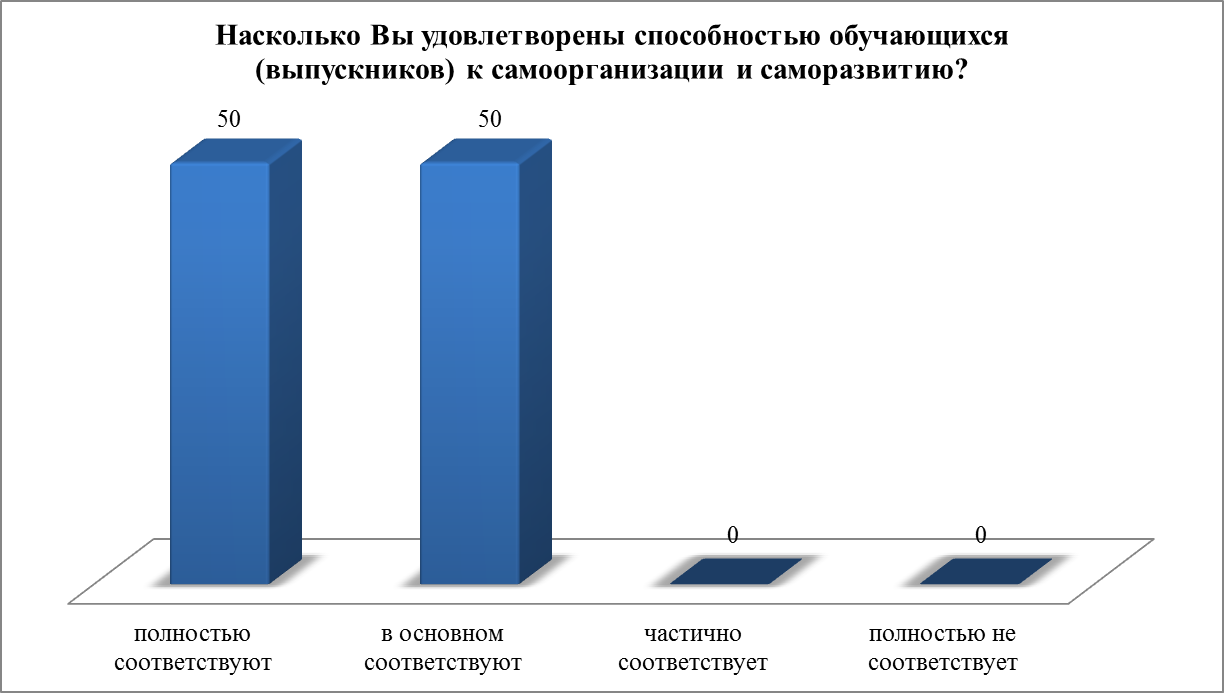 Насколько Вы удовлетворены способностью обучающихся
(выпускников) к самоорганизации и саморазвитию?
50
50
0
0
полностью
соответствуют
в основном
соответствуют
частично
соответствует
полностью не
соответствует